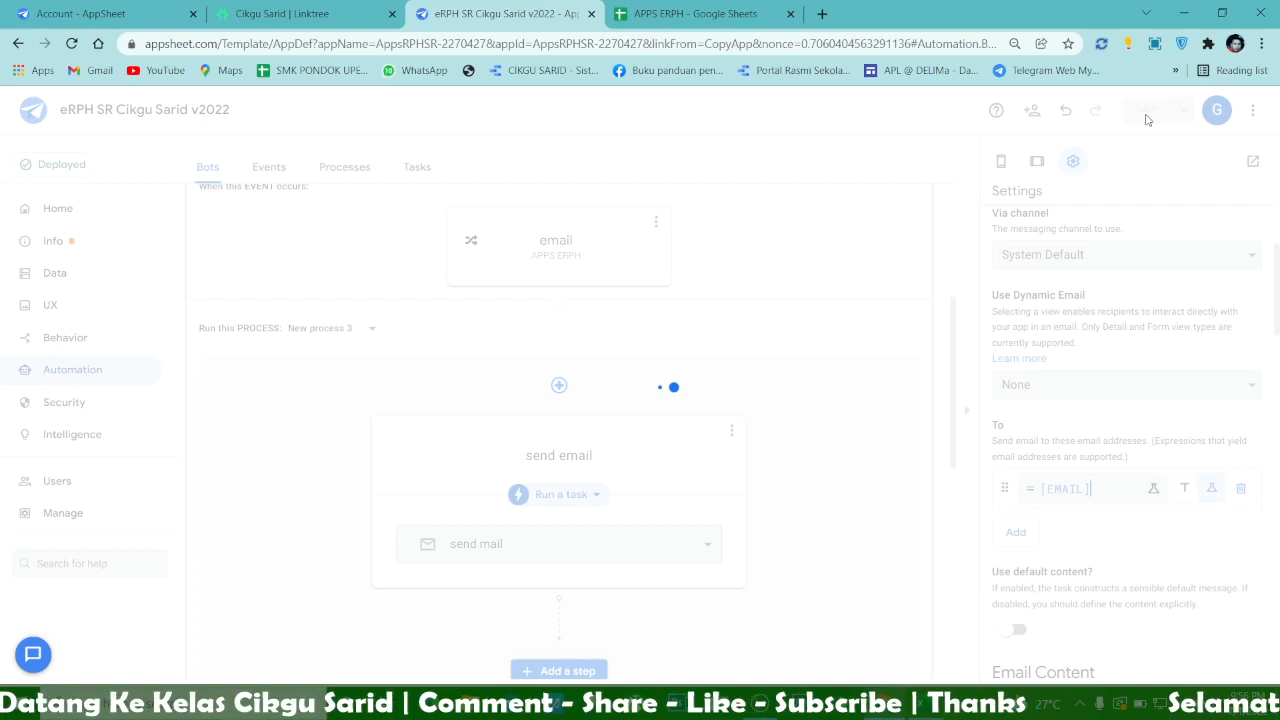 Template
Cikgu Sarid
eRPH SR Cikgu Sarid v2022 - Ap
APPS ERPH - Google Sheets
appsheet.com/Template/AppDef?appName=AppsRPHSR-2270427&appId=AppsRPHSR-2270427&linkFrom=CopyApp&nonce=0.7060404563291136#Automation.B...
Apps
Gmail
YouTube
Maps
SMK PONDOK UPEH,...
WhatsApp
CIKGU SARID - Sist...
Buku panduan pen...
Portal Rasmi Sekola...
APL @ DELIMa | ID...
Telegram Web
»
Reading list
eRPH SR Cikgu Sarid v2022
G
Deployed
Home
Info
Data
UX
Behavior
Automation
Security
Intelligence
Users
Manage
Search for help
Bots
Events
Processes
Tasks
When this EVENT occurs:
email
APPS ERPH
Run this PROCESS: New process 3
send email
Run a task
send mail
+ Add a step
Settings
Via channel
The messaging channel to use.
System Default
Use Dynamic Email
Selecting a view enables recipients to interact directly with
your app in an email. Only Detail and Form view types are
currently supported.
Learn more
None
To
Send email to these email addresses. (Expressions that yield
email addresses are supported.)
= [EMAIL]
Add
Use default content?
If enabled, the task constructs a sensible default message. If
disabled, you should define the content explicitly.
Email Content
27°C
9:56 PM
Datang Ke Kelas Cikgu Sarid | Comment - Share - Like - Subscribe | Thanks
Selamat